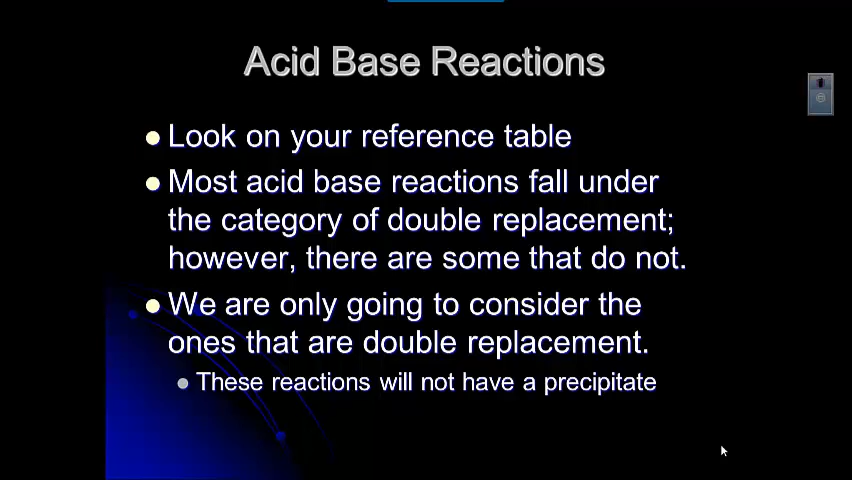 Acid Base Reactions
Look on your reference table
Most acid base reactions fall under
the category of double replacement;
however, there are some that do not.
We are only going to consider the
ones that are double replacement.
These reactions will not have a precipitate